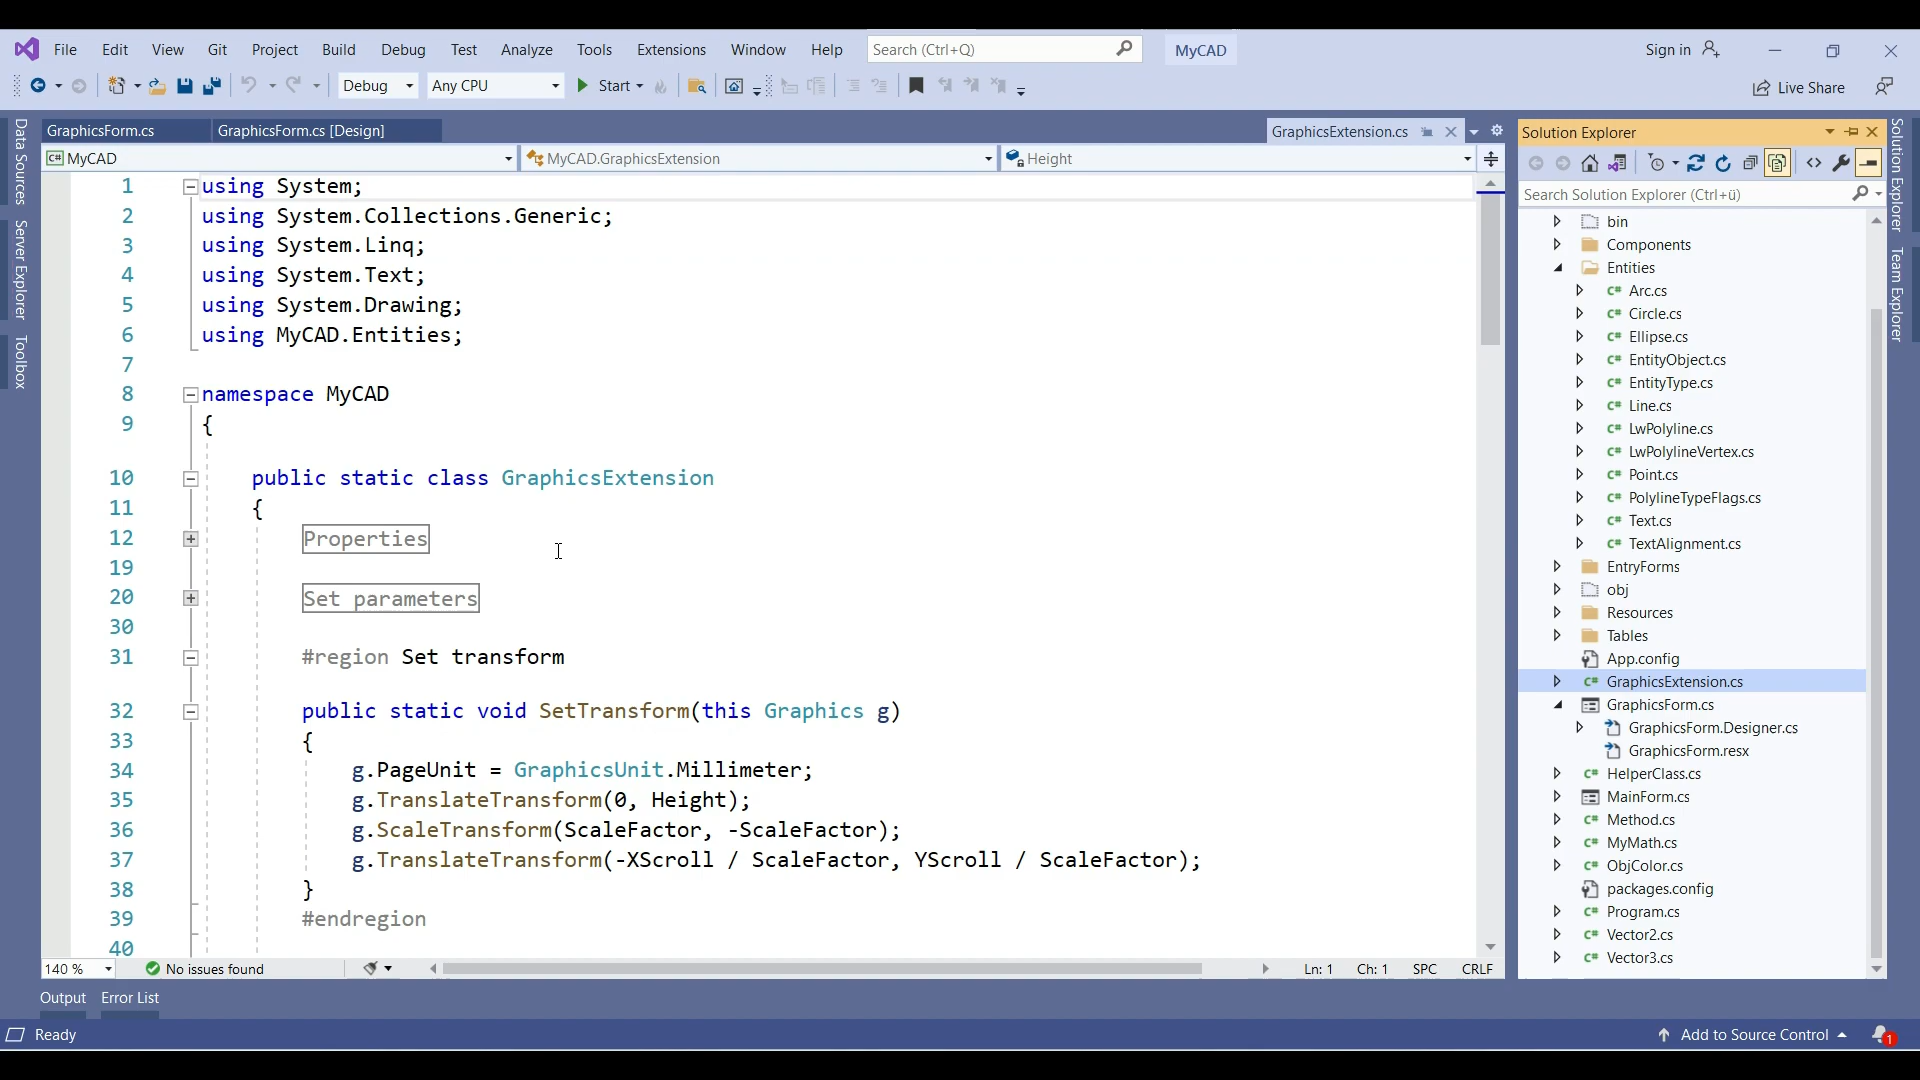 File Edit View Git Project Build Debug Test Analyze Tools Extensions Window Help Search (Ctrl+Q) MyCAD Sign in
Debug Any CPU Start Live Share
GraphicsForm.cs GraphicsForm.cs [Design] GraphicsExtension.cs
C# MyCAD MyCAD.GraphicsExtension Height
Data Sources
Server Explorer
Toolbox
1 using System;
2 using System.Collections.Generic;
3 using System.Linq;
4 using System.Text;
5 using System.Drawing;
6 using MyCAD.Entities;
7
8 namespace MyCAD
9 {
10 public static class GraphicsExtension
11 {
12 Properties
19
20 Set parameters
30
31 #region Set transform
32 public static void SetTransform(this Graphics g)
33 {
34 g.PageUnit = GraphicsUnit.Millimeter;
35 g.TranslateTransform(0, Height);
36 g.ScaleTransform(ScaleFactor, -ScaleFactor);
37 g.TranslateTransform(-XScroll / ScaleFactor, YScroll / ScaleFactor);
38 }
39 #endregion
40
140 % No issues found Ln: 1 Ch: 1 SPC CRLF
Solution Explorer
Search Solution Explorer (Ctrl+ü)
bin
Components
Entities
C# Arc.cs
C# Circle.cs
C# Ellipse.cs
C# EntityObject.cs
C# EntityType.cs
C# Line.cs
C# LwPolyline.cs
C# LwPolylineVertex.cs
C# Point.cs
C# PolylineTypeFlags.cs
C# Text.cs
C# TextAlignment.cs
EntryForms
obj
Resources
Tables
App.config
C# GraphicsExtension.cs
GraphicsForm.cs
GraphicsForm.Designer.cs
GraphicsForm.resx
C# HelperClass.cs
MainForm.cs
C# Method.cs
C# MyMath.cs
C# ObjColor.cs
packages.config
C# Program.cs
C# Vector2.cs
C# Vector3.cs
Solution Explorer
Team Explorer
Output Error List
Ready Add to Source Control 1